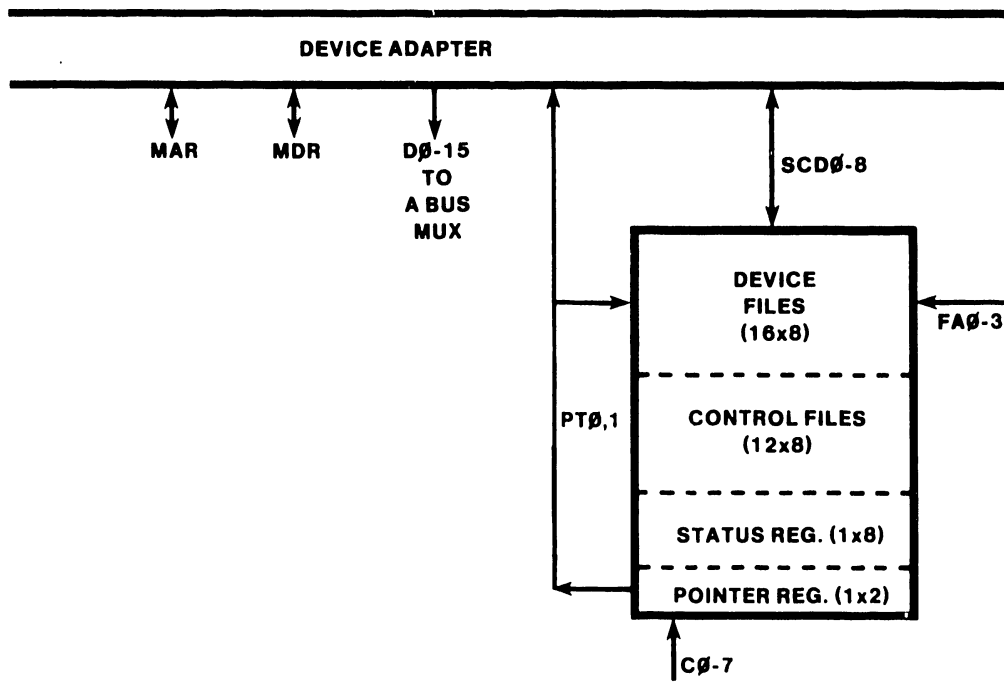 DEVICE ADAPTER
MAR
MDR
DØ-15
TO
A BUS
MUX
SCDØ-8
DEVICE
FILES
(16x8)
FAØ-3
CONTROL FILES
(12x8)
PTØ,1
STATUS REG. (1x8)
POINTER REG. (1x2)
CØ-7